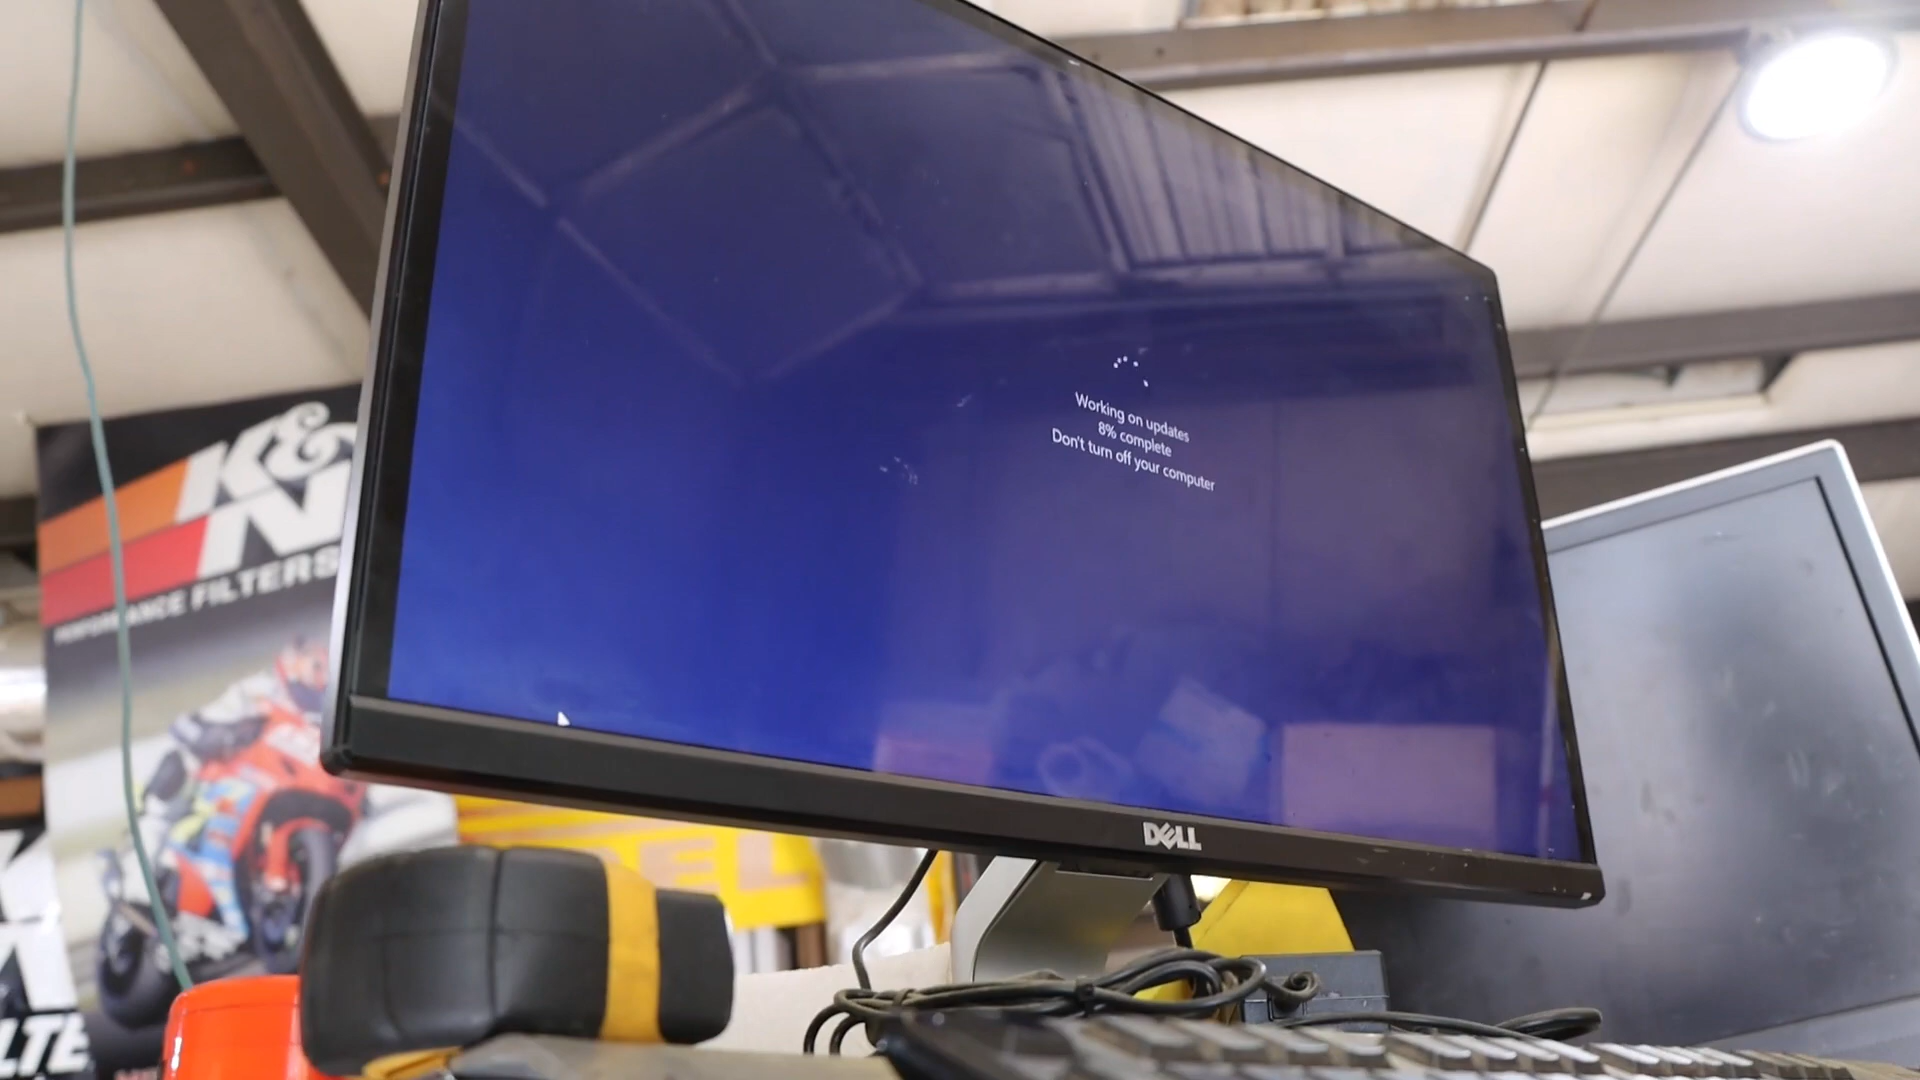 Working on updates
8% complete
Don't turn off your computer
DELL
K&N
PERFORMANCE FILTERS